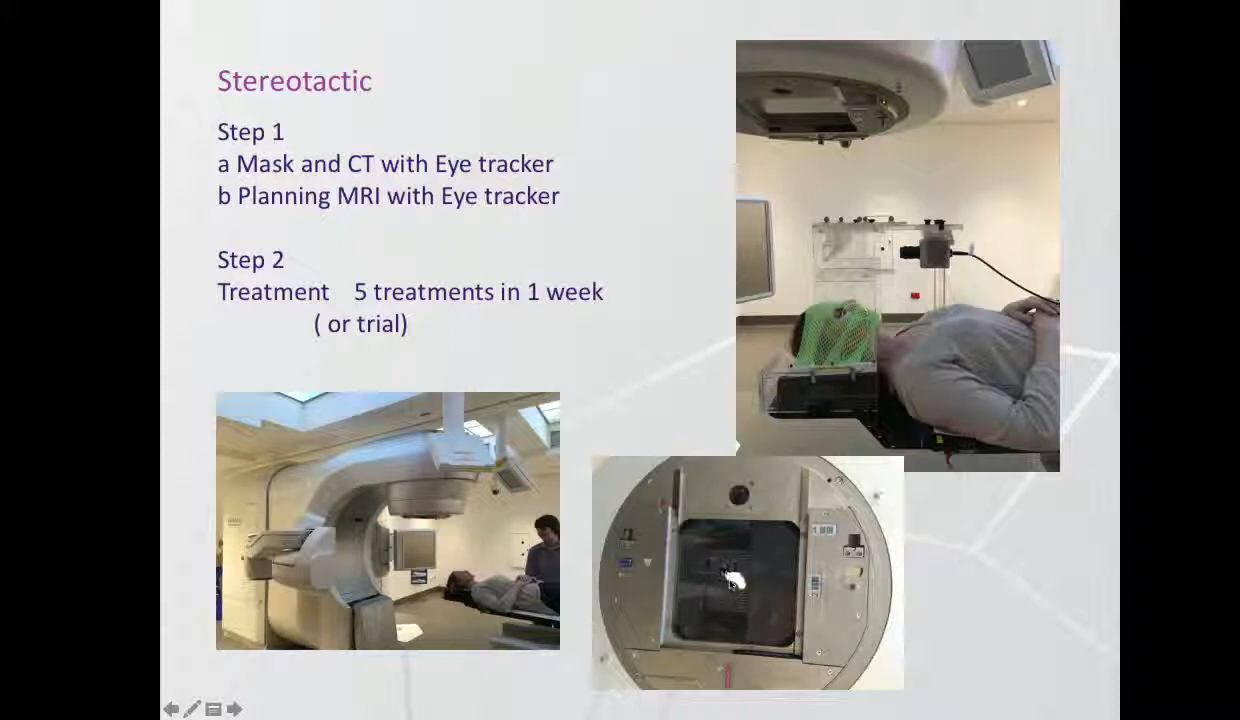 Stereotactic
Step 1
a Mask and CT with Eye tracker
b Planning MRI with Eye tracker
Step 2
Treatment 5 treatments in 1 week
( or trial)